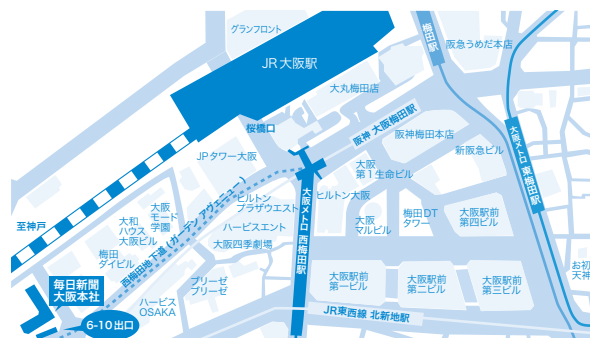 グランフロント
JR大阪駅
梅田駅
阪急うめだ本店
大丸梅田店
桜橋口
阪神 大阪梅田駅
阪神梅田本店
大阪メトロ 東梅田駅
新阪急ビル
JPタワー大阪
大阪
第1生命ビル
大阪メトロ 西梅田駅
ヒルトン大阪
ヒルトン
プラザウエスト
大阪
モード
学園
大和
ハウス
大阪ビル
至神戸
西梅田地下道(ガーデンアヴェニュー)
ハービスエント
大阪四季劇場
大阪
マルビル
梅田DT
タワー
大阪駅前
第四ビル
梅田
ダイビル
毎日新聞
大阪本社
ブリーゼ
ブリーゼ
大阪駅前
第一ビル
大阪駅前
第二ビル
大阪駅前
第三ビル
お初
天神
ハービス
OSAKA
6-10出口
JR東西線 北新地駅